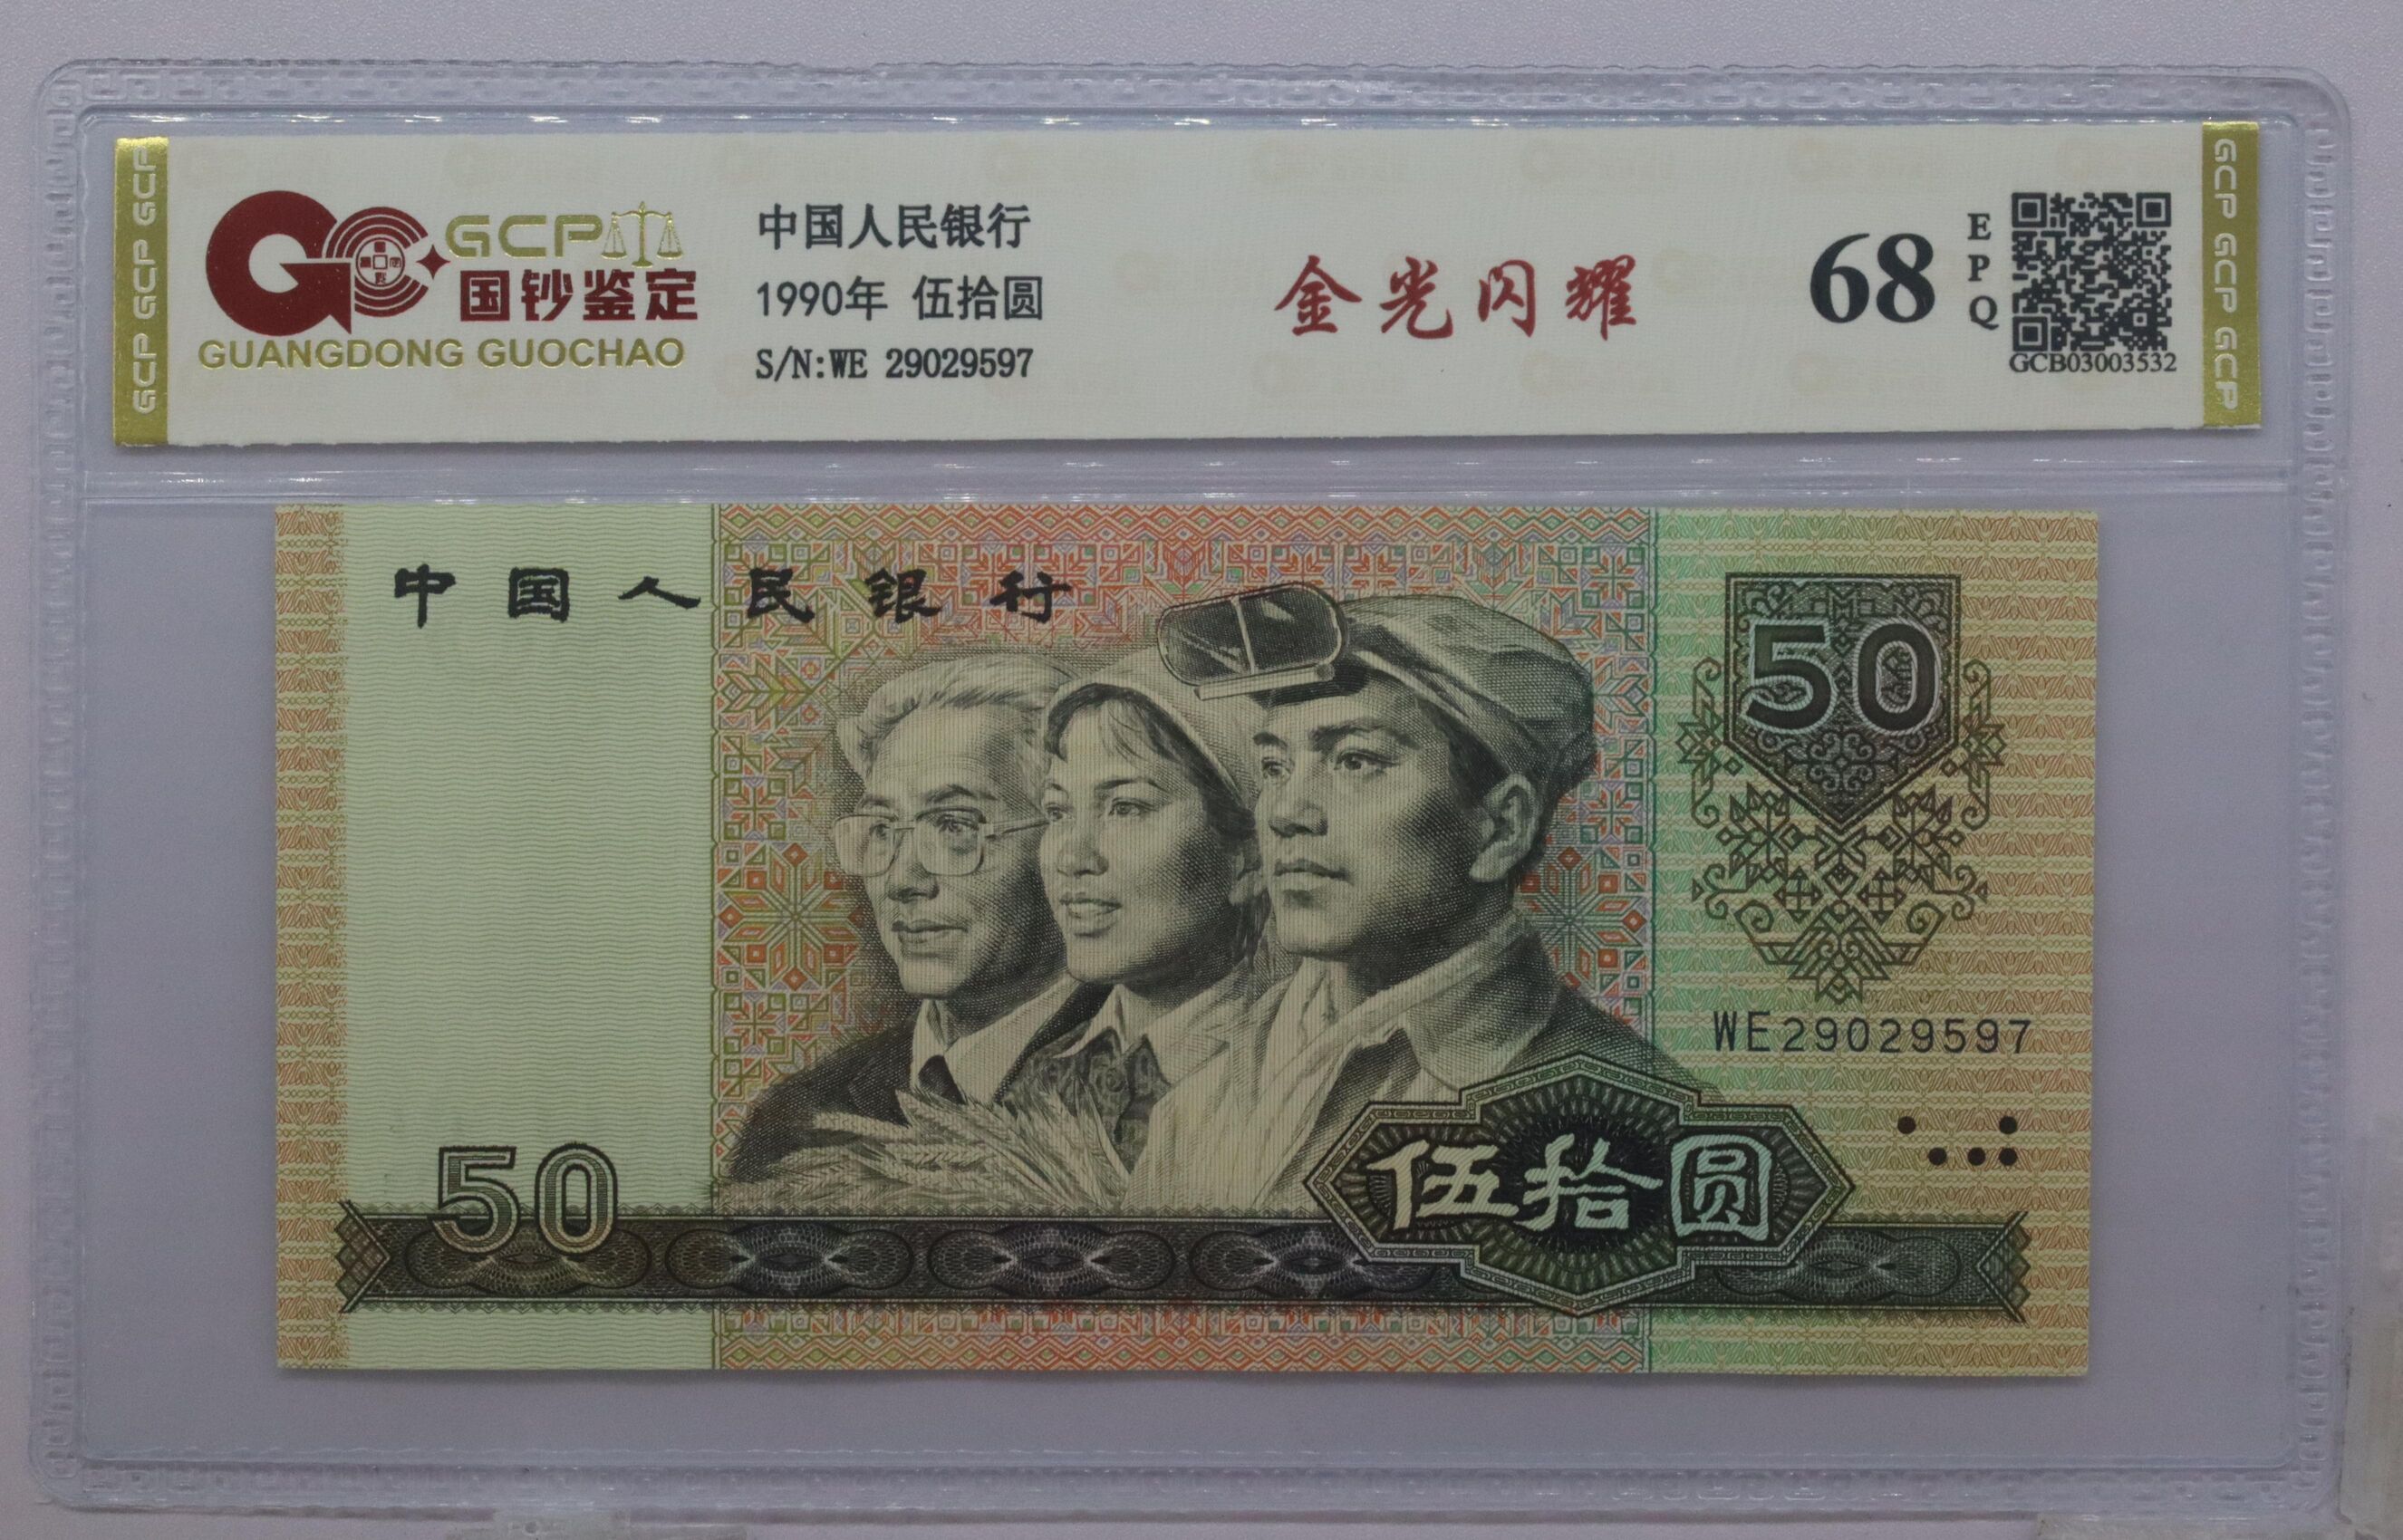 GCP GCP GCP
GCP
国钞鉴定
GUANGDONG GUOCHAO
中国人民银行
1990年 伍拾圆
S/N:WE 29029597
金光闪耀
68
EPQ
GCB03003532
GCP GCP GCP
中国人民银行
50
WE29029597
50
伍拾圆